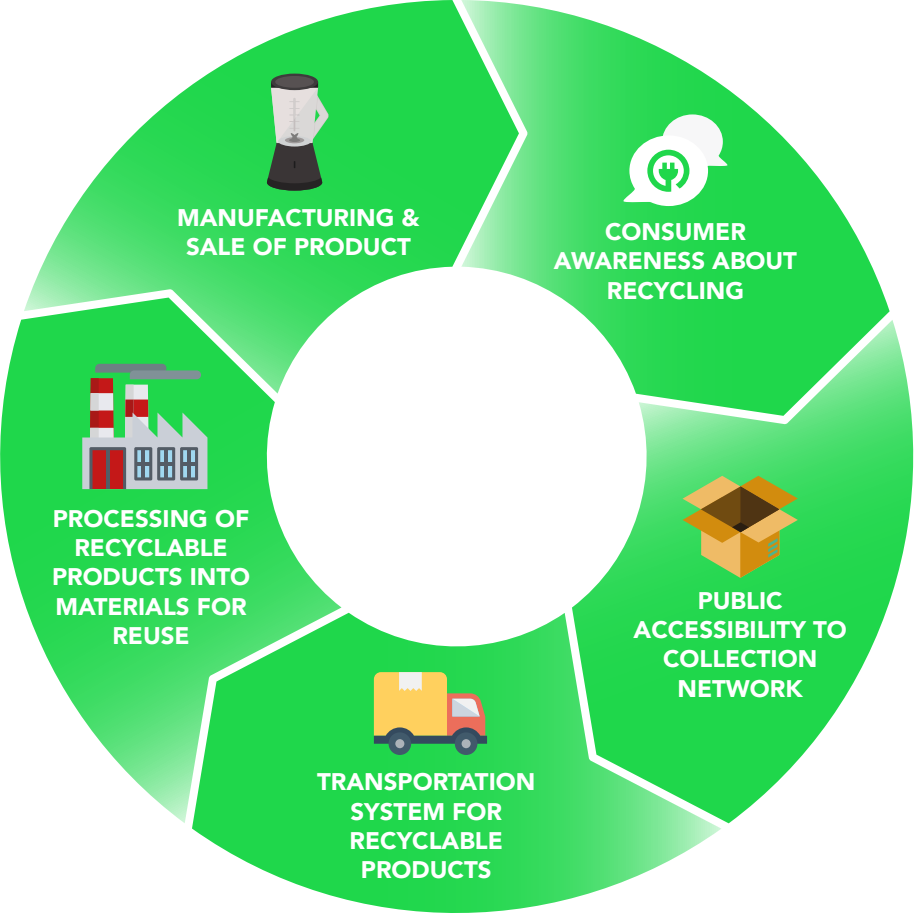 MANUFACTURING &
SALE OF PRODUCT
CONSUMER
AWARENESS ABOUT
RECYCLING
PUBLIC
ACCESSIBILITY TO
COLLECTION
NETWORK
TRANSPORTATION
SYSTEM FOR
RECYCLABLE
PRODUCTS
PROCESSING OF
RECYCLABLE
PRODUCTS INTO
MATERIALS FOR
REUSE